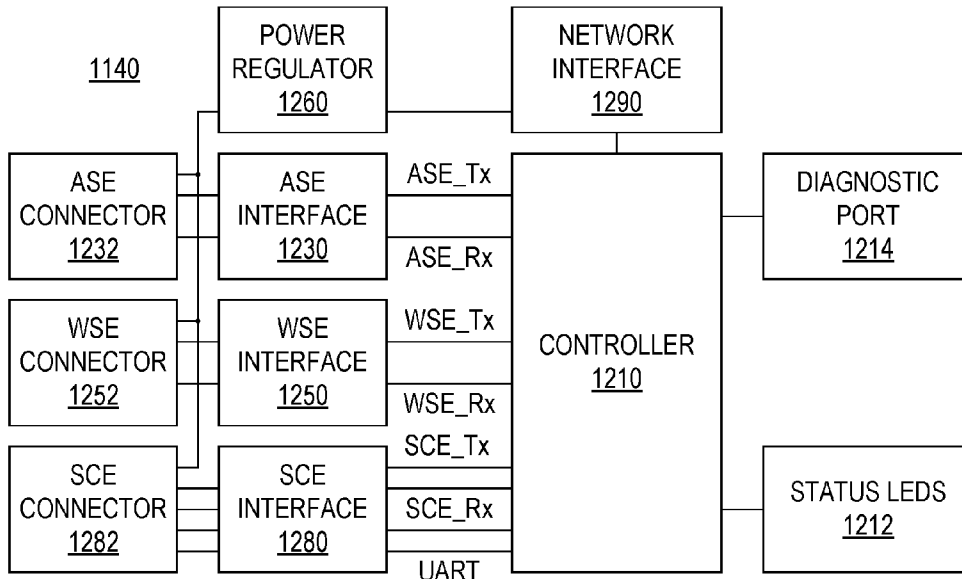 1140
POWER
REGULATOR
1260
NETWORK
INTERFACE
1290
ASE
CONNECTOR
1232
ASE
INTERFACE
1230
ASE_Tx
ASE_Rx
DIAGNOSTIC
PORT
1214
WSE
CONNECTOR
1252
WSE
INTERFACE
1250
WSE_Tx
WSE_Rx
CONTROLLER
1210
SCE
CONNECTOR
1282
SCE
INTERFACE
1280
SCE_Tx
SCE_Rx
UART
STATUS LEDS
1212